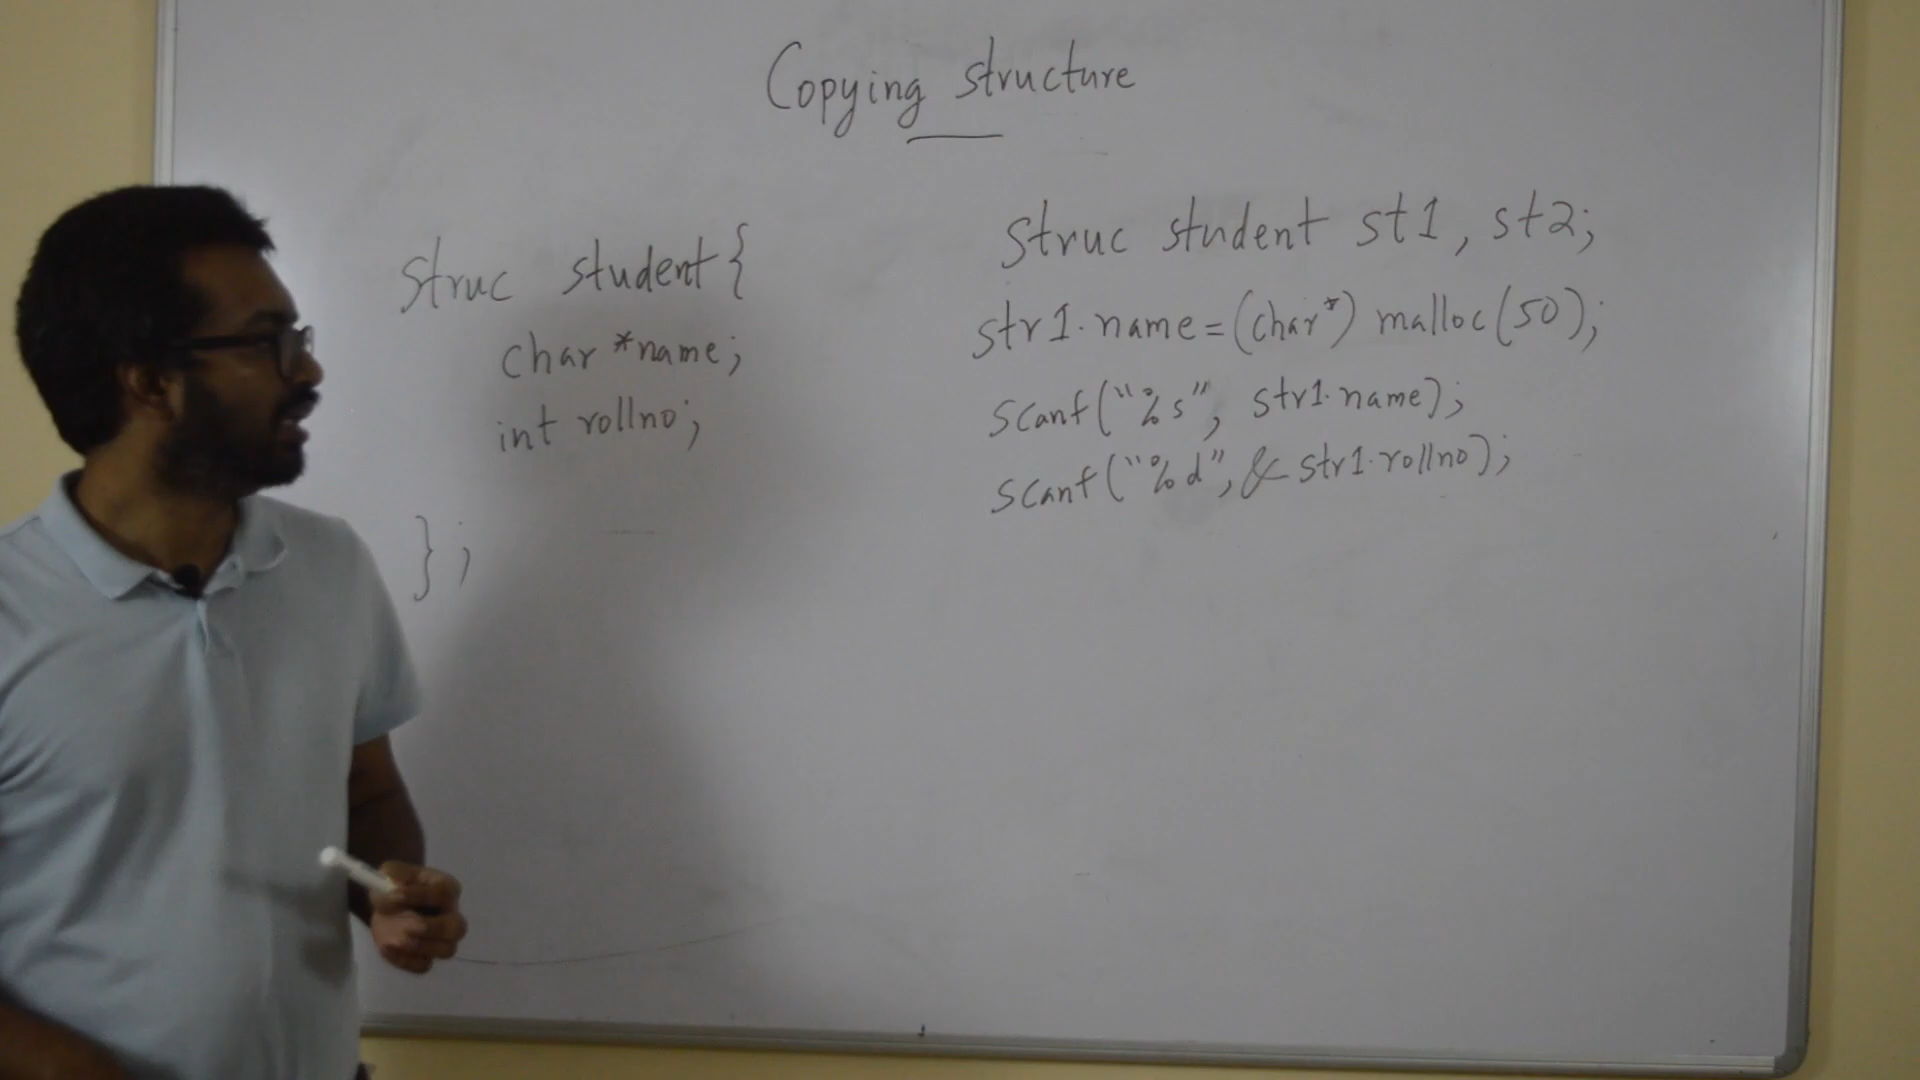 Copying structure
Struc student{
char *name;
int rollno;
};
Struc student st1, st2;
str1.name=(char*) malloc(50);
scanf("%s", str1.name);
scanf("%d",& str1.rollno);